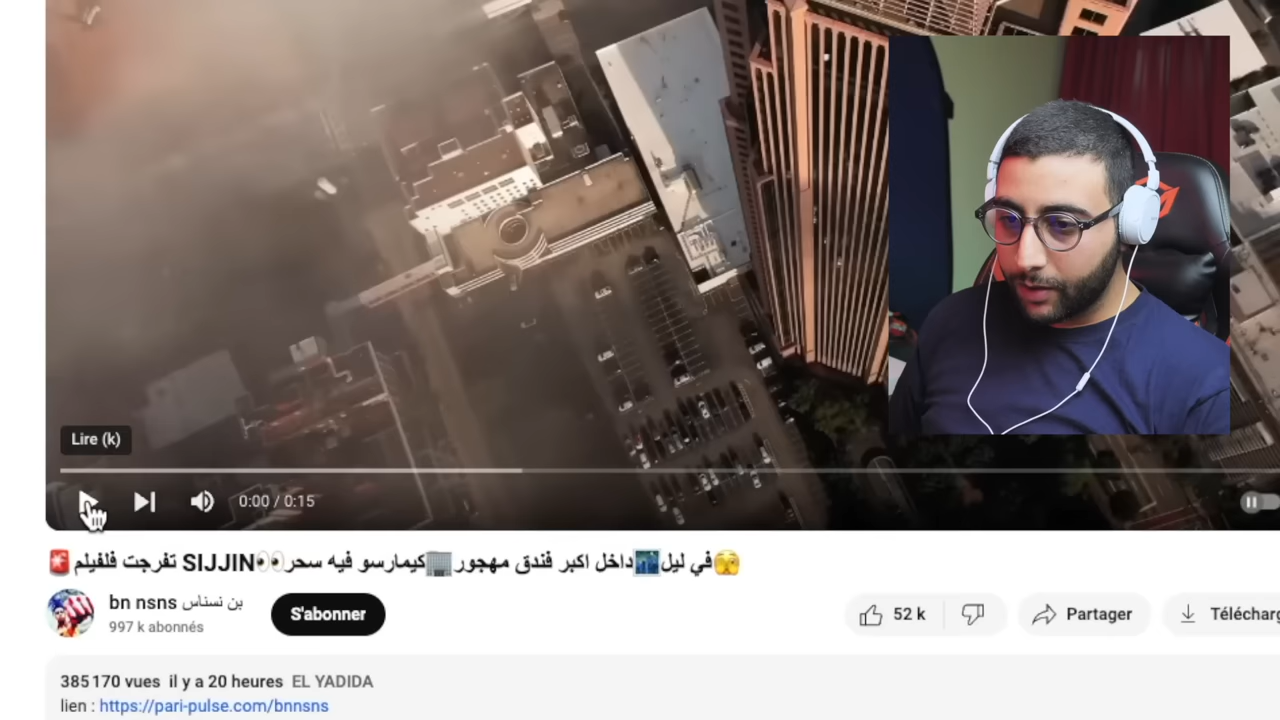 Lire (k)
0:00 / 0:15
🚨تفرجت فلفيلم SIJJIN👀كيمارسو فيه سحر🏢داخل اكبر فندق مهجور🌃في ليل🫣
bn nsns بن نسناس
997 k abonnés
S'abonner
52 k
Partager
Télécharg
385 170 vues il y a 20 heures EL YADIDA
lien : https://pari-pulse.com/bnnsns